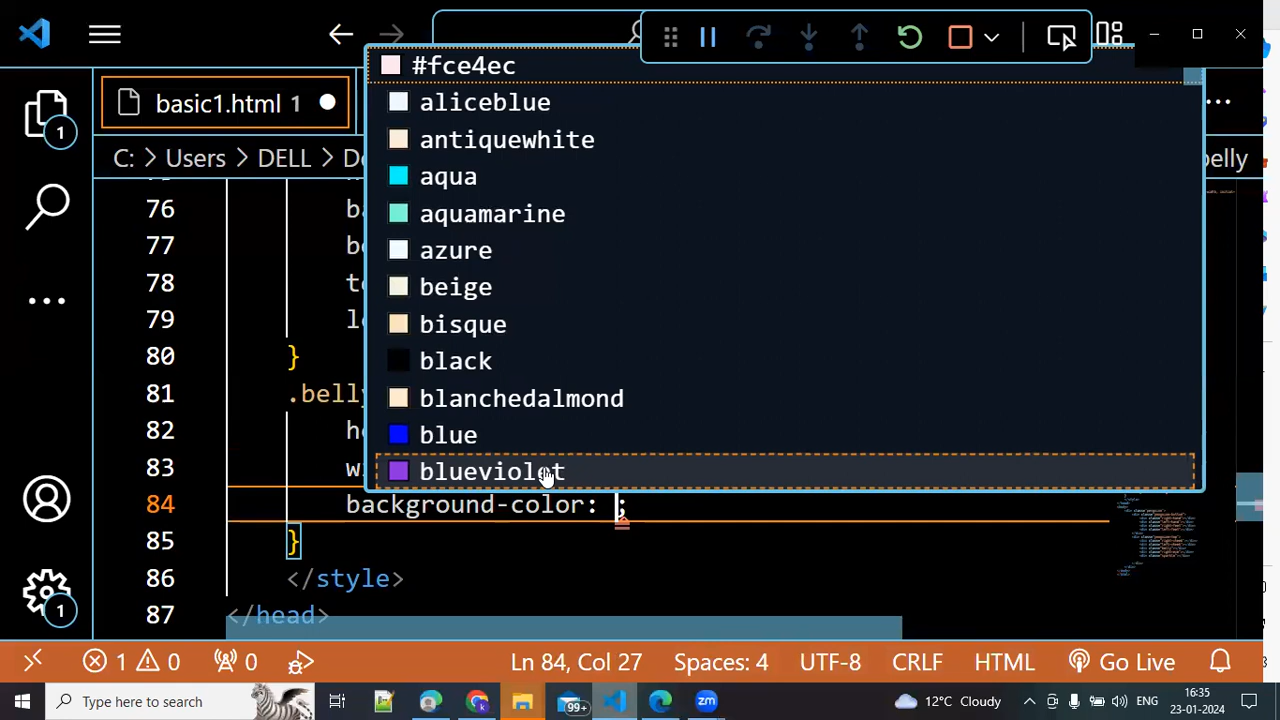 #fce4ec
basic1.html 1
aliceblue
antiquewhite
C: > Users > DELL > D
elly
aqua
76
ba
aquamarine
77
azure
78
beige
79
bisque
80 }
black
81 .belly
blanchedalmond
82
blue
83
blueviolet
84 background-color: ;
85 }
86 </style>
87 </head>
1
1
1 0 0
Ln 84, Col 27
Spaces: 4
UTF-8
CRLF
HTML
Go Live
Type here to search
99+
12°C Cloudy
ENG
16:35
23-01-2024